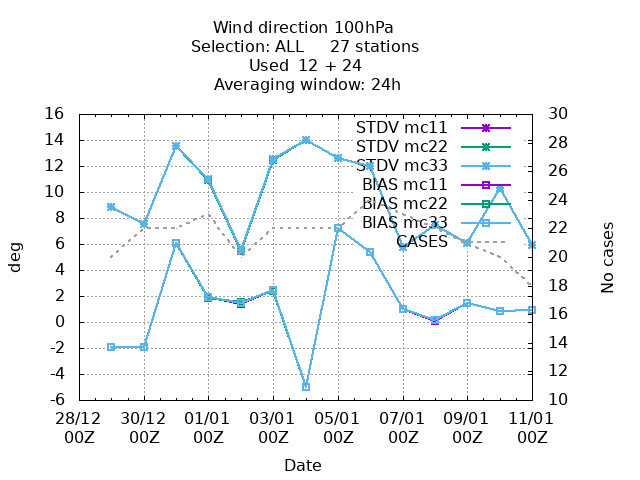 Wind direction 100hPa
Selection: ALL     27 stations
Used  12 + 24
Averaging window: 24h
16
14
12
10
8
6
4
2
0
-2
-4
-6
deg
30
28
26
24
22
20
18
16
14
12
10
No cases
STDV mc11
STDV mc22
STDV mc33
BIAS mc11
BIAS mc22
BIAS mc33
CASES
28/12 30/12 01/01 03/01 05/01 07/01 09/01 11/01
00Z 00Z 00Z 00Z 00Z 00Z 00Z 00Z
Date